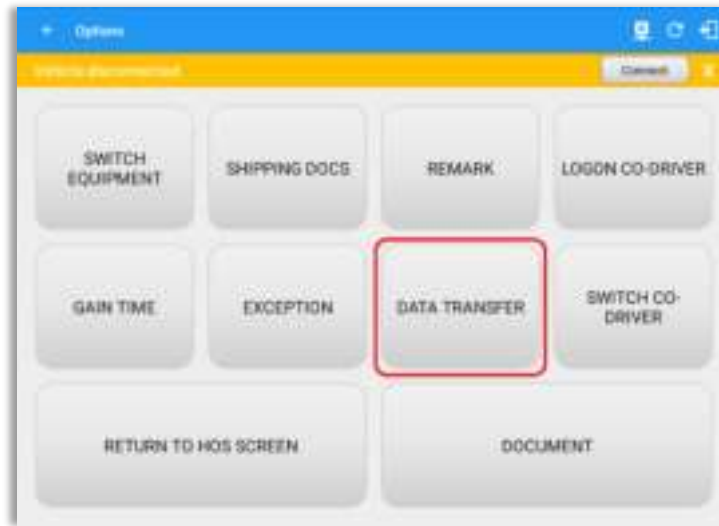 Options
Vehicle disconnected
Connect
SWITCH
EQUIPMENT
SHIPPING DOCS
REMARK
LOGON CO-DRIVER
GAIN TIME
EXCEPTION
DATA TRANSFER
SWITCH CO-
DRIVER
RETURN TO HOS SCREEN
DOCUMENT